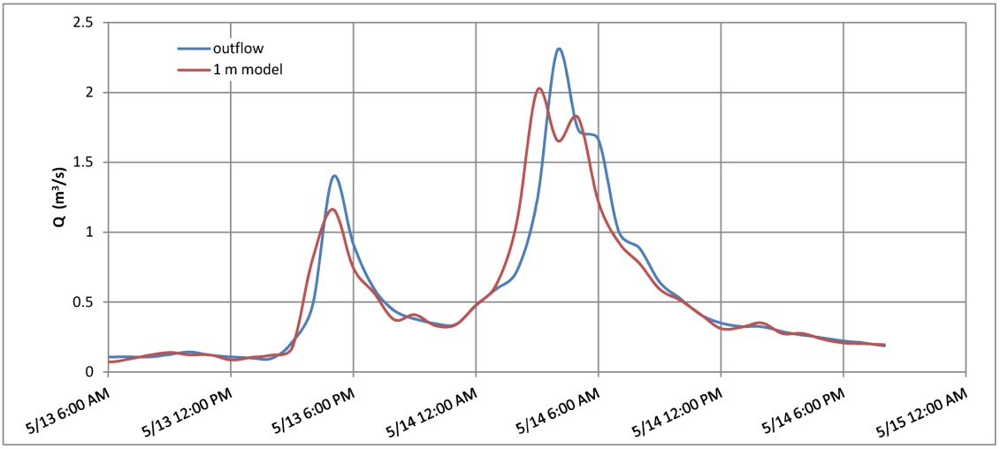 2.5
outflow
1 m model
2
1.5
Q (m³/s)
1
0.5
0
5/13 6:00 AM
5/13 12:00 PM
5/13 6:00 PM
5/14 12:00 AM
5/14 6:00 AM
5/14 12:00 PM
5/14 6:00 PM
5/15 12:00 AM